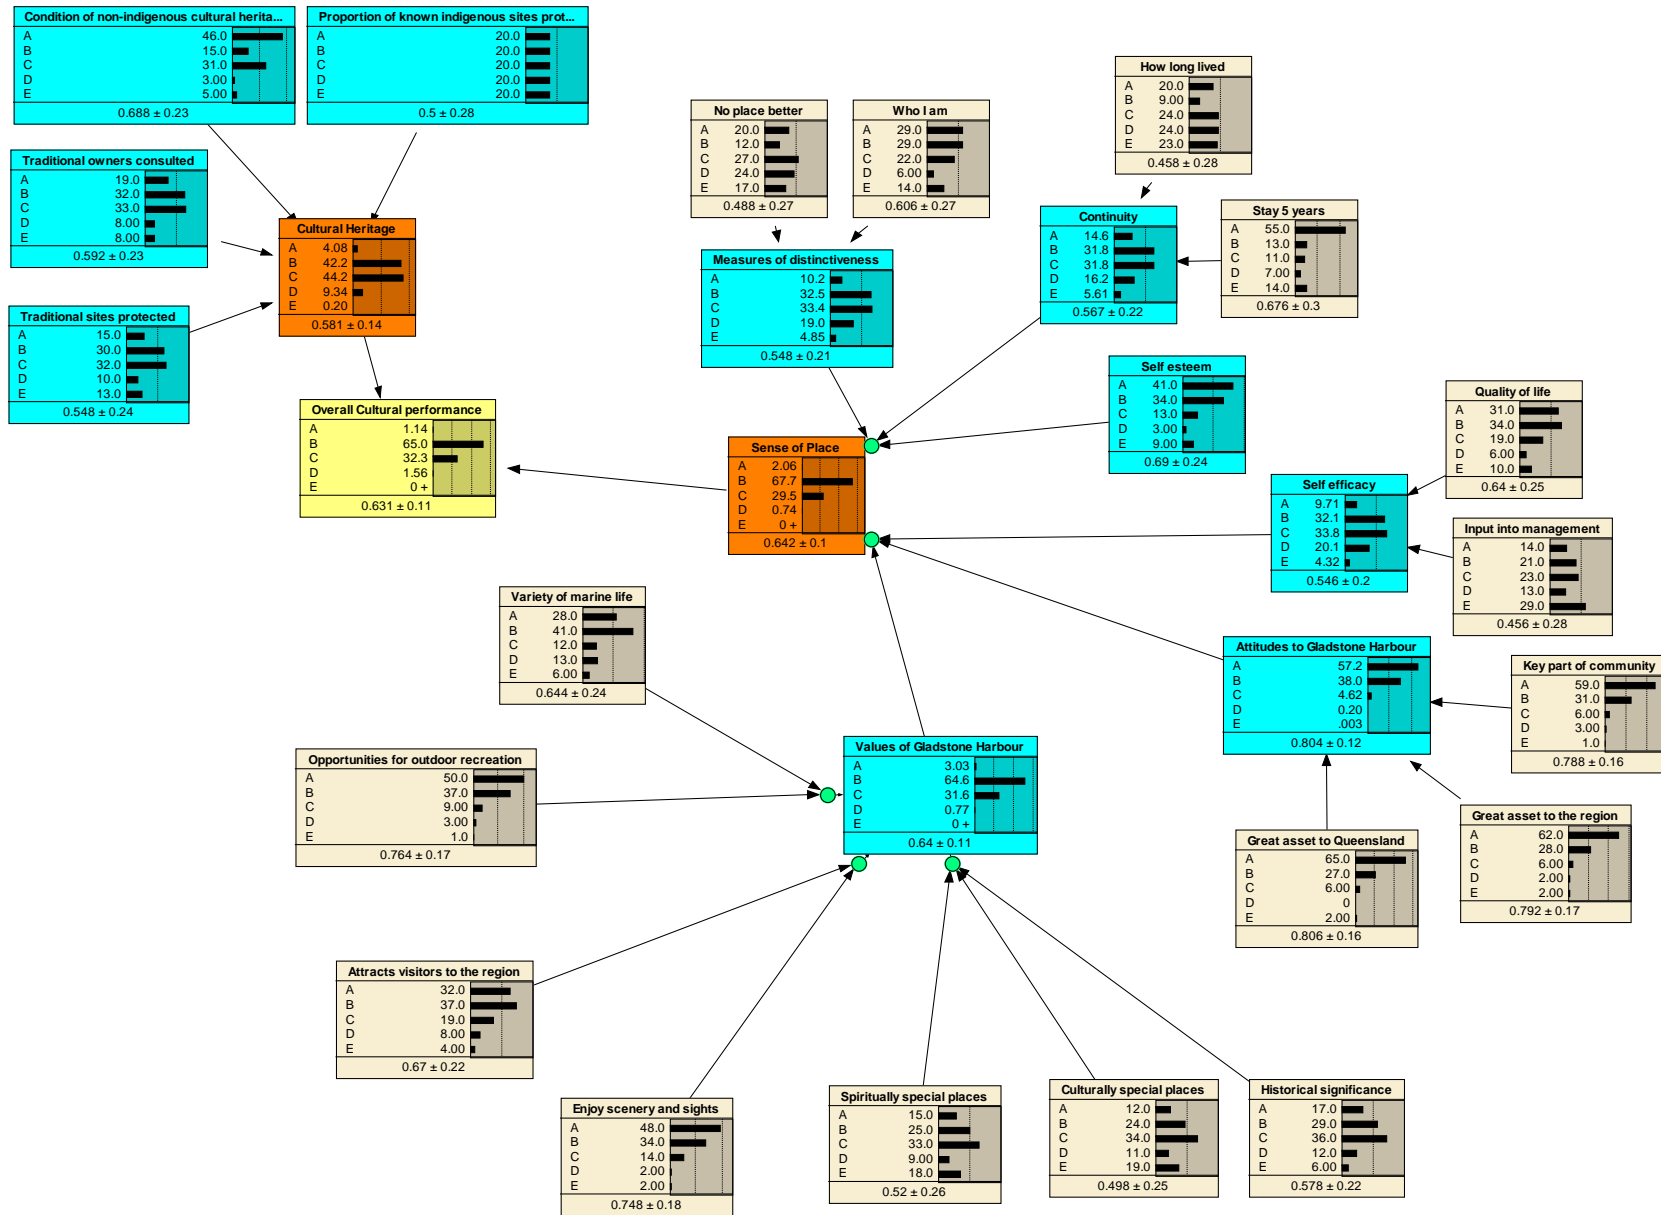 Condition of non-indigenous cultural herita...
A 46.0
B 15.0
C 31.0
D 3.00
E 5.00
0.688 ± 0.23
Proportion of known indigenous sites prot...
A 20.0
B 20.0
C 20.0
D 20.0
E 20.0
0.5 ± 0.28
How long lived
A 20.0
B 9.00
C 24.0
D 24.0
E 23.0
0.458 ± 0.28
No place better
A 20.0
B 12.0
C 27.0
D 24.0
E 17.0
0.488 ± 0.27
Who I am
A 29.0
B 29.0
C 22.0
D 6.00
E 14.0
0.606 ± 0.27
Traditional owners consulted
A 19.0
B 32.0
C 33.0
D 8.00
E 8.00
0.592 ± 0.23
Cultural Heritage
A 4.08
B 42.2
C 44.2
D 9.34
E 0.20
0.581 ± 0.14
Continuity
A 14.6
B 31.8
C 31.8
D 16.2
E 5.61
0.567 ± 0.22
Stay 5 years
A 55.0
B 13.0
C 11.0
D 7.00
E 14.0
0.676 ± 0.3
Measures of distinctiveness
A 10.2
B 32.5
C 33.4
D 19.0
E 4.85
0.548 ± 0.21
Traditional sites protected
A 15.0
B 30.0
C 32.0
D 10.0
E 13.0
0.548 ± 0.24
Self esteem
A 41.0
B 34.0
C 13.0
D 3.00
E 9.00
0.69 ± 0.24
Quality of life
A 31.0
B 34.0
C 19.0
D 6.00
E 10.0
0.64 ± 0.25
Overall Cultural performance
A 1.14
B 65.0
C 32.3
D 1.56
E 0 +
0.631 ± 0.11
Sense of Place
A 2.06
B 67.7
C 29.5
D 0.74
E 0 +
0.642 ± 0.1
Self efficacy
A 9.71
B 32.1
C 33.8
D 20.1
E 4.32
0.546 ± 0.2
Input into management
A 14.0
B 21.0
C 23.0
D 13.0
E 29.0
0.456 ± 0.28
Variety of marine life
A 28.0
B 41.0
C 12.0
D 13.0
E 6.00
0.644 ± 0.24
Attitudes to Gladstone Harbour
A 57.2
B 38.0
C 4.62
D 0.20
E .003
0.804 ± 0.12
Key part of community
A 59.0
B 31.0
C 6.00
D 3.00
E 1.0
0.788 ± 0.16
Opportunities for outdoor recreation
A 50.0
B 37.0
C 9.00
D 3.00
E 1.0
0.764 ± 0.17
Values of Gladstone Harbour
A 3.03
B 64.6
C 31.6
D 0.77
E 0 +
0.64 ± 0.11
Great asset to Queensland
A 65.0
B 27.0
C 6.00
D 0
E 2.00
0.806 ± 0.16
Great asset to the region
A 62.0
B 28.0
C 6.00
D 2.00
E 2.00
0.792 ± 0.17
Attracts visitors to the region
A 32.0
B 37.0
C 19.0
D 8.00
E 4.00
0.67 ± 0.22
Enjoy scenery and sights
A 48.0
B 34.0
C 14.0
D 2.00
E 2.00
0.748 ± 0.18
Spiritually special places
A 15.0
B 25.0
C 33.0
D 9.00
E 18.0
0.52 ± 0.26
Culturally special places
A 12.0
B 24.0
C 34.0
D 11.0
E 19.0
0.498 ± 0.25
Historical significance
A 17.0
B 29.0
C 36.0
D 12.0
E 6.00
0.578 ± 0.22